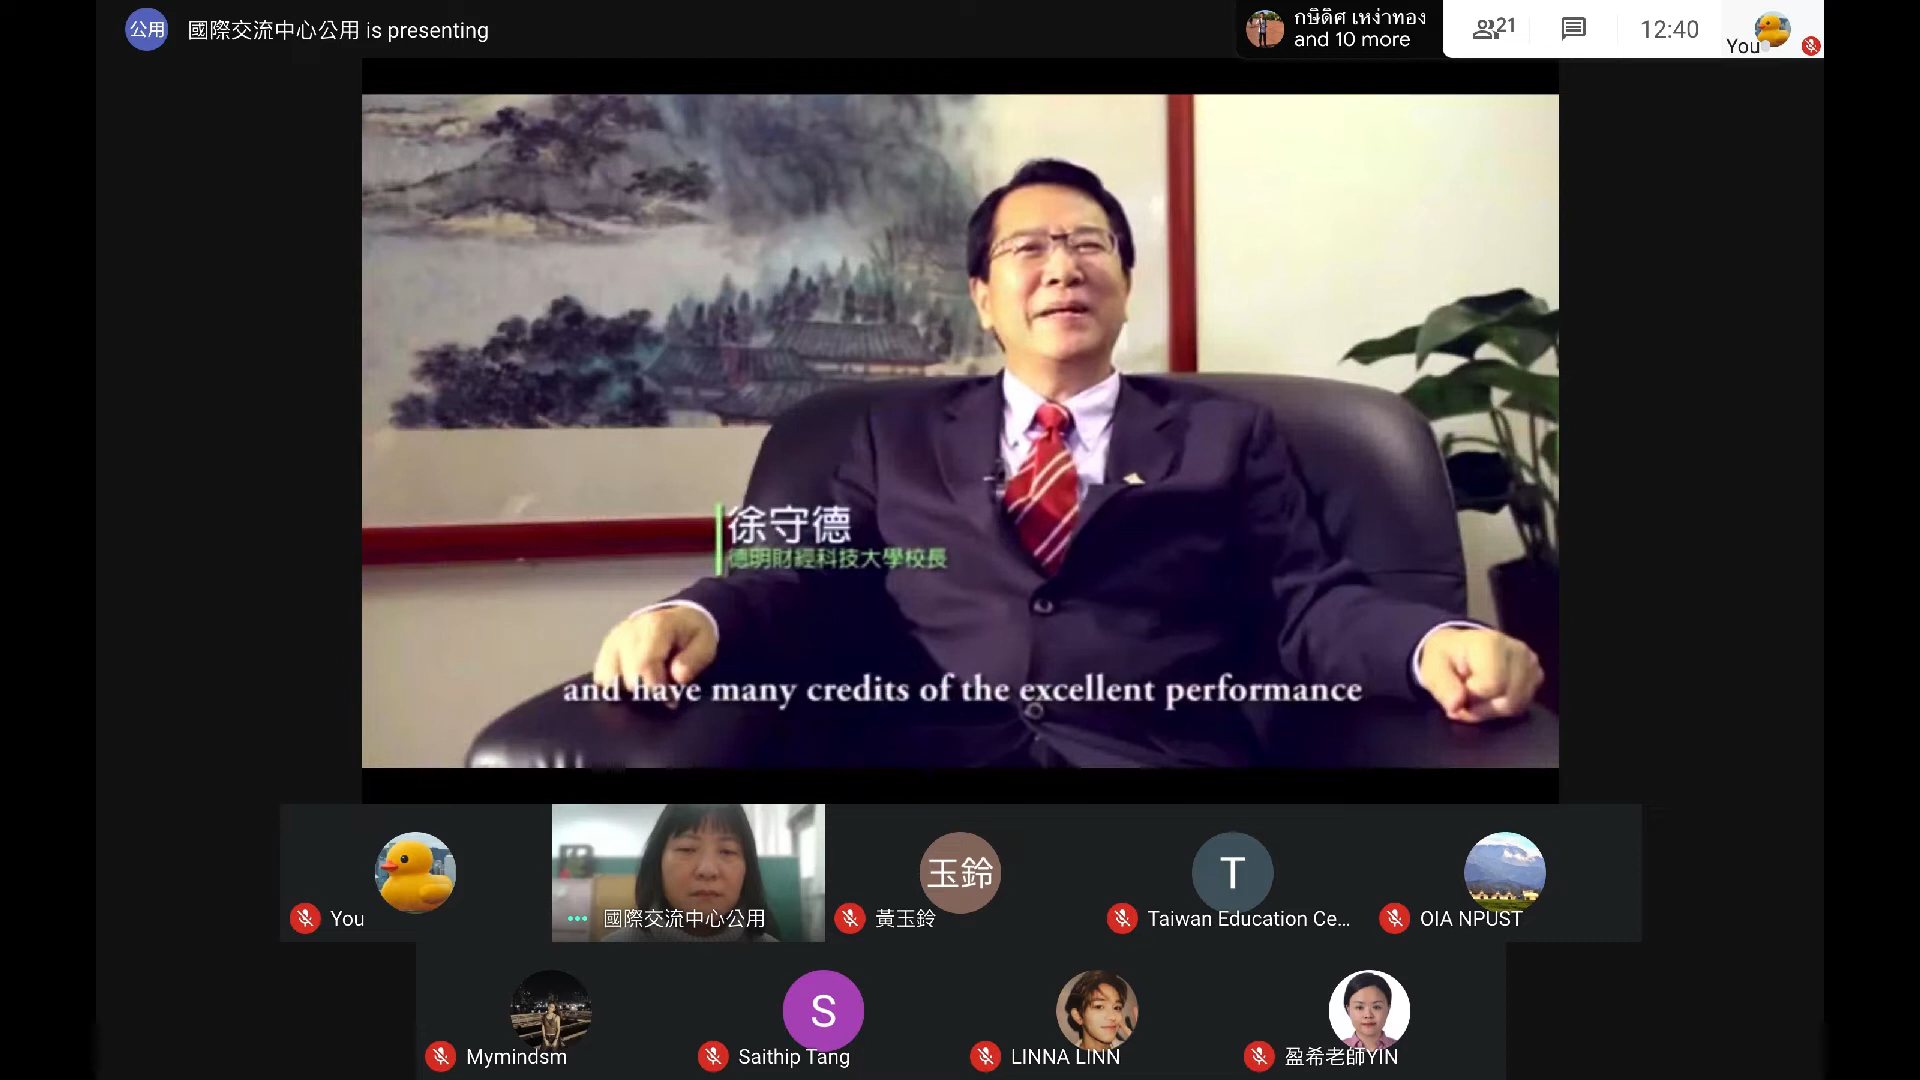 公用
國際交流中心公用 is presenting
กษิดิศ เหง่าทอง
and 10 more
21
12:40
You
徐守德
德明財經科技大學校長
and have many credits of the excellent performance
玉鈴
T
You
國際交流中心公用
黃玉鈴
Taiwan Education Ce...
OIA NPUST
S
Mymindsm
Saithip Tang
LINNA LINN
盈希老師YIN